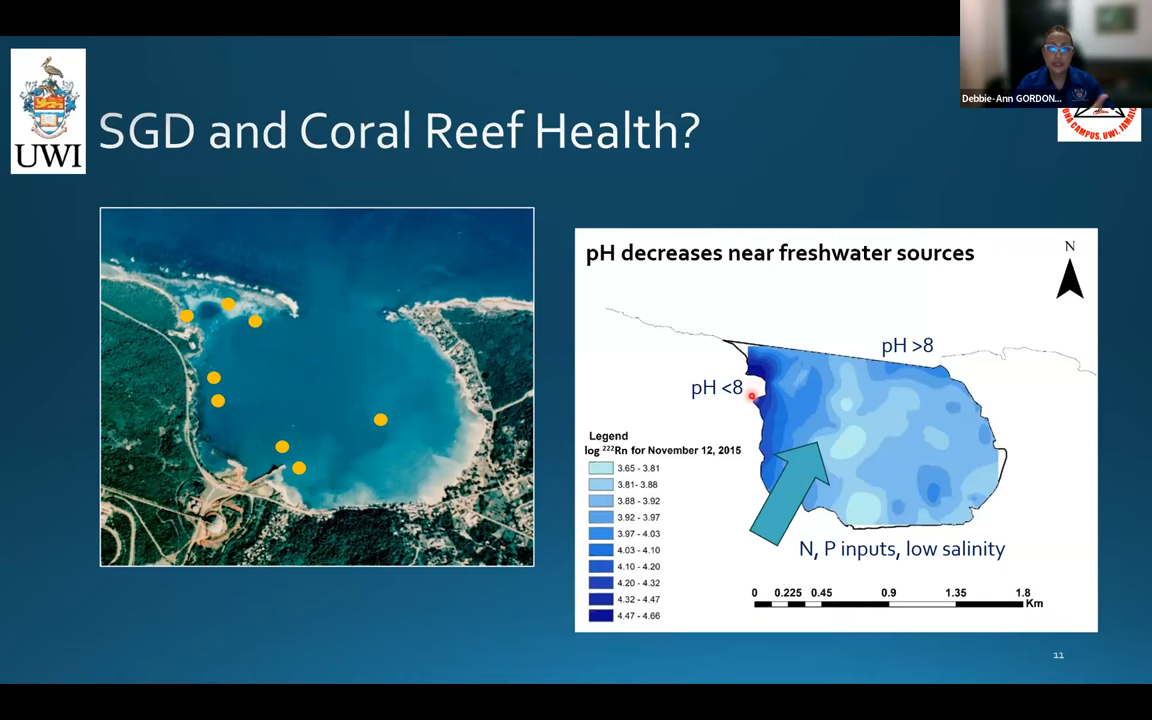 Debbie-Ann GORDON...
UWI
SGD and Coral Reef Health?
ONA CAMPUS, UWI, JAMAICA
pH decreases near freshwater sources
N
pH >8
pH <8
Legend
log ²²²Rn for November 12, 2015
3.65 - 3.81
3.81- 3.88
3.88 - 3.92
3.92 - 3.97
3.97 - 4.03
4.03 - 4.10
4.10 - 4.20
4.20 - 4.32
4.32 - 4.47
4.47 - 4.66
N, P inputs, low salinity
0 0.225 0.45 0.9 1.35 1.8
Km
11